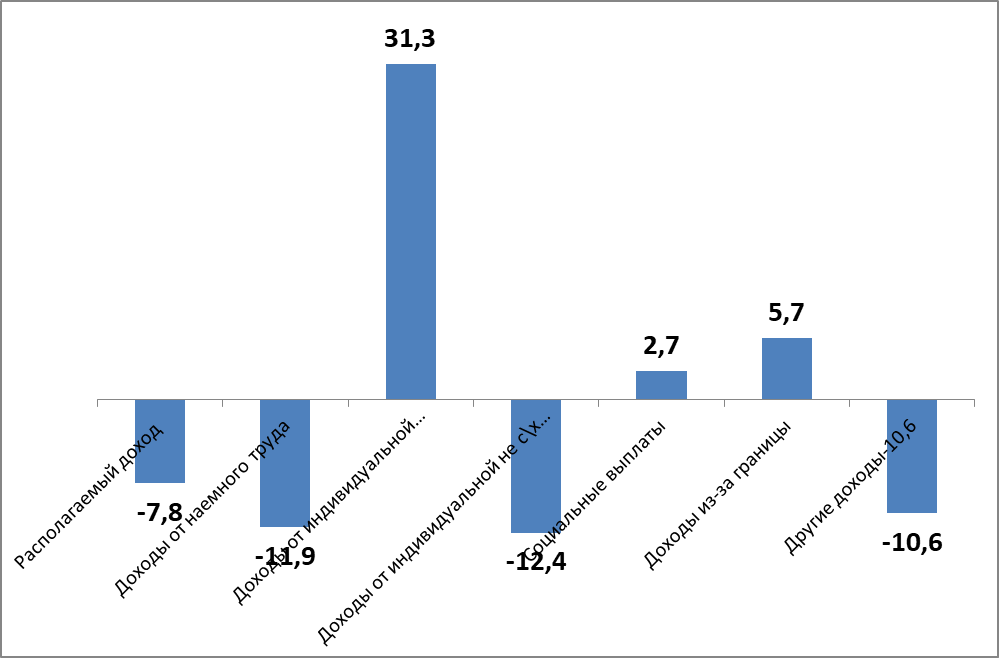 31,3
5,7
2,7
-7,8
-11,9
-12,4
-10,6
Располагаемый доход
Доходы от наемного труда
Доходы от индивидуальной…
Доходы от индивидуальной не с\х…
Социальные выплаты
Доходы из-за границы
Другие доходы-10,6